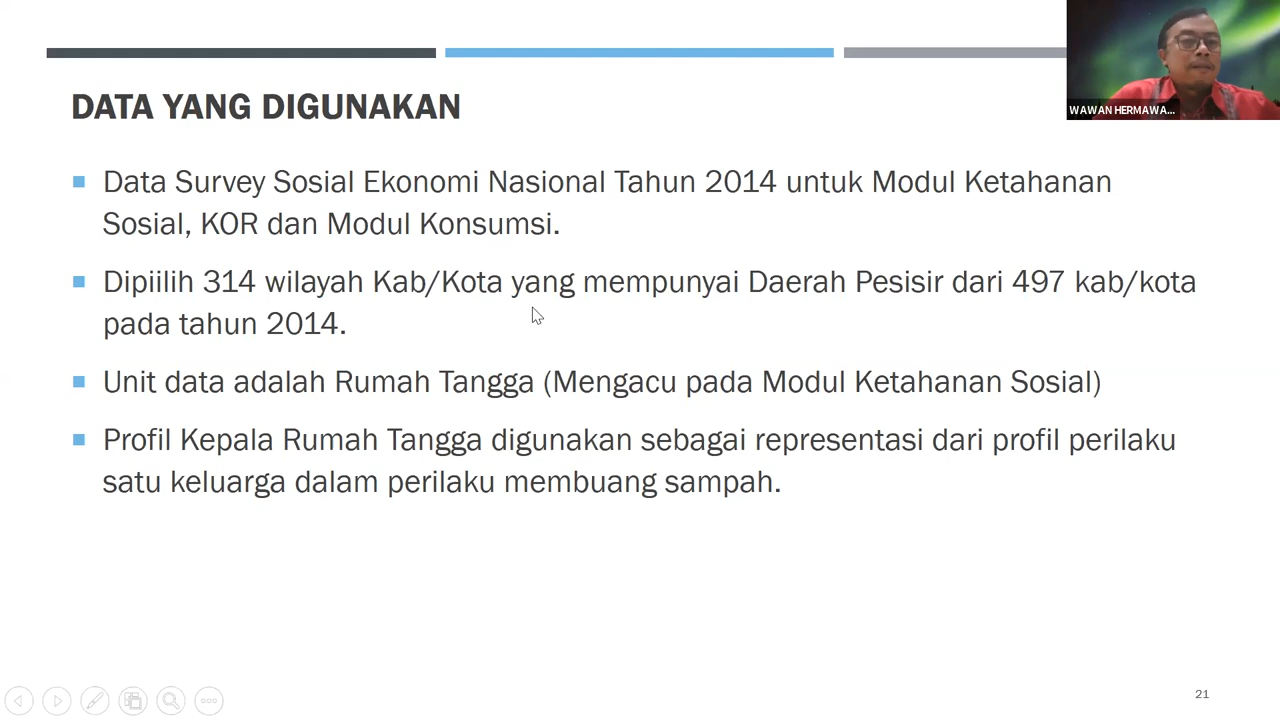 WAWAN HERMAWA...
DATA YANG DIGUNAKAN
Data Survey Sosial Ekonomi Nasional Tahun 2014 untuk Modul Ketahanan
Sosial, KOR dan Modul Konsumsi.
Dipiilih 314 wilayah Kab/Kota yang mempunyai Daerah Pesisir dari 497 kab/kota
pada tahun 2014.
Unit data adalah Rumah Tangga (Mengacu pada Modul Ketahanan Sosial)
Profil Kepala Rumah Tangga digunakan sebagai representasi dari profil perilaku
satu keluarga dalam perilaku membuang sampah.
21